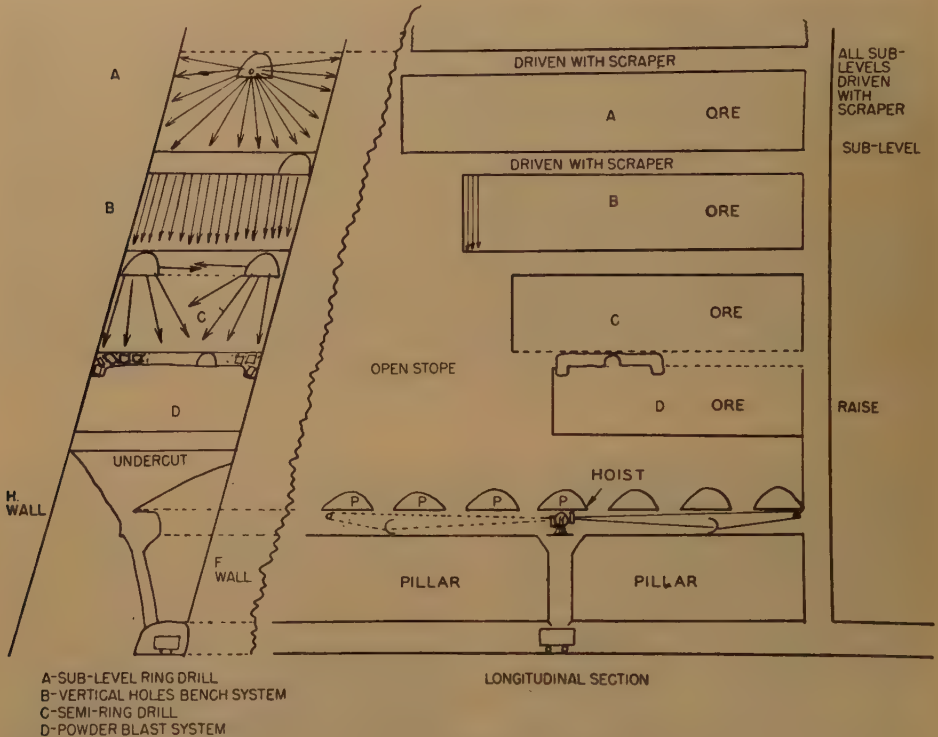 DRIVEN WITH SCRAPER
ALL SUB-
LEVELS
DRIVEN
WITH
SCRAPER
A
A
ORE
SUB-LEVEL
DRIVEN WITH SCRAPER
B
B
ORE
C
C
ORE
OPEN STOPE
D
D
ORE
RAISE
UNDERCUT
HOIST
H.
WALL
P
P
P
P
F
WALL
PILLAR
PILLAR
A-SUB-LEVEL RING DRILL
B-VERTICAL HOLES BENCH SYSTEM
C-SEMI-RING DRILL
D-POWDER BLAST SYSTEM
LONGITUDINAL SECTION